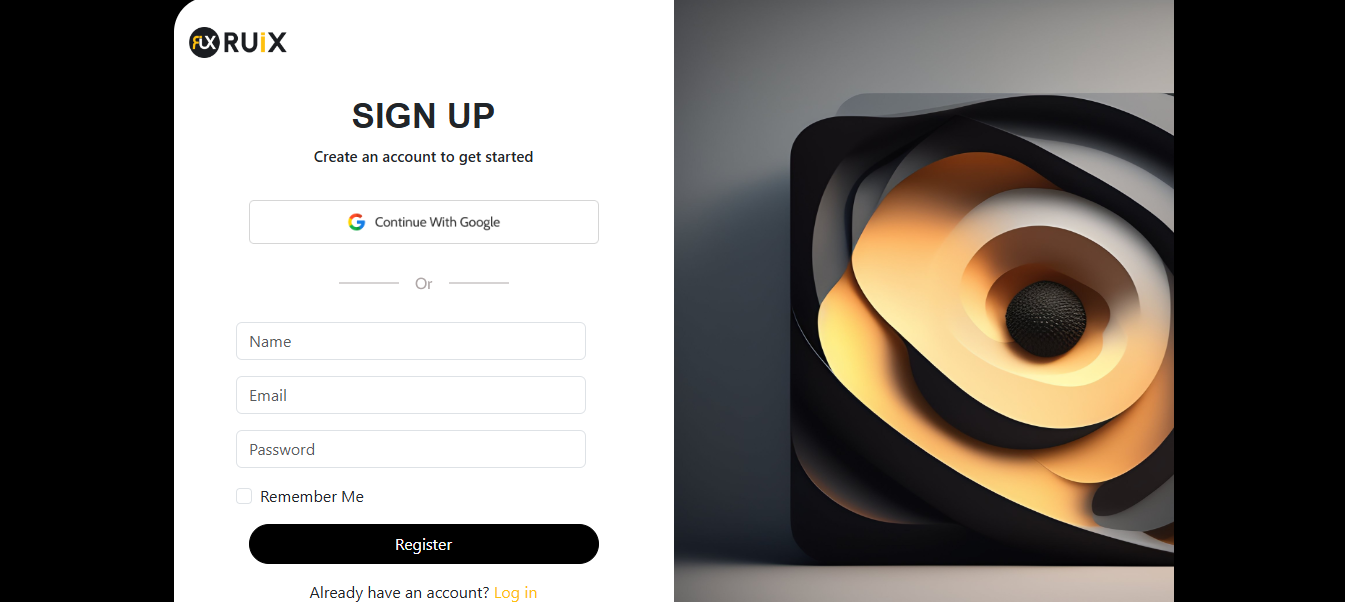 RUiX
SIGN UP
Create an account to get started
Continue With Google
Or
Name
Email
Password
Remember Me
Register
Already have an account? Log in